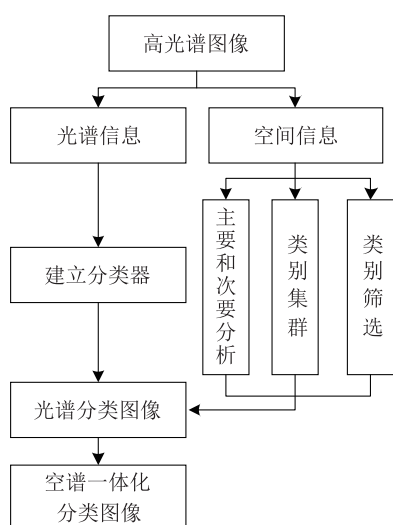 高光谱图像
光谱信息
空间信息
建立分类器
主要和次要分析
类别集群
类别筛选
光谱分类图像
空谱一体化
分类图像